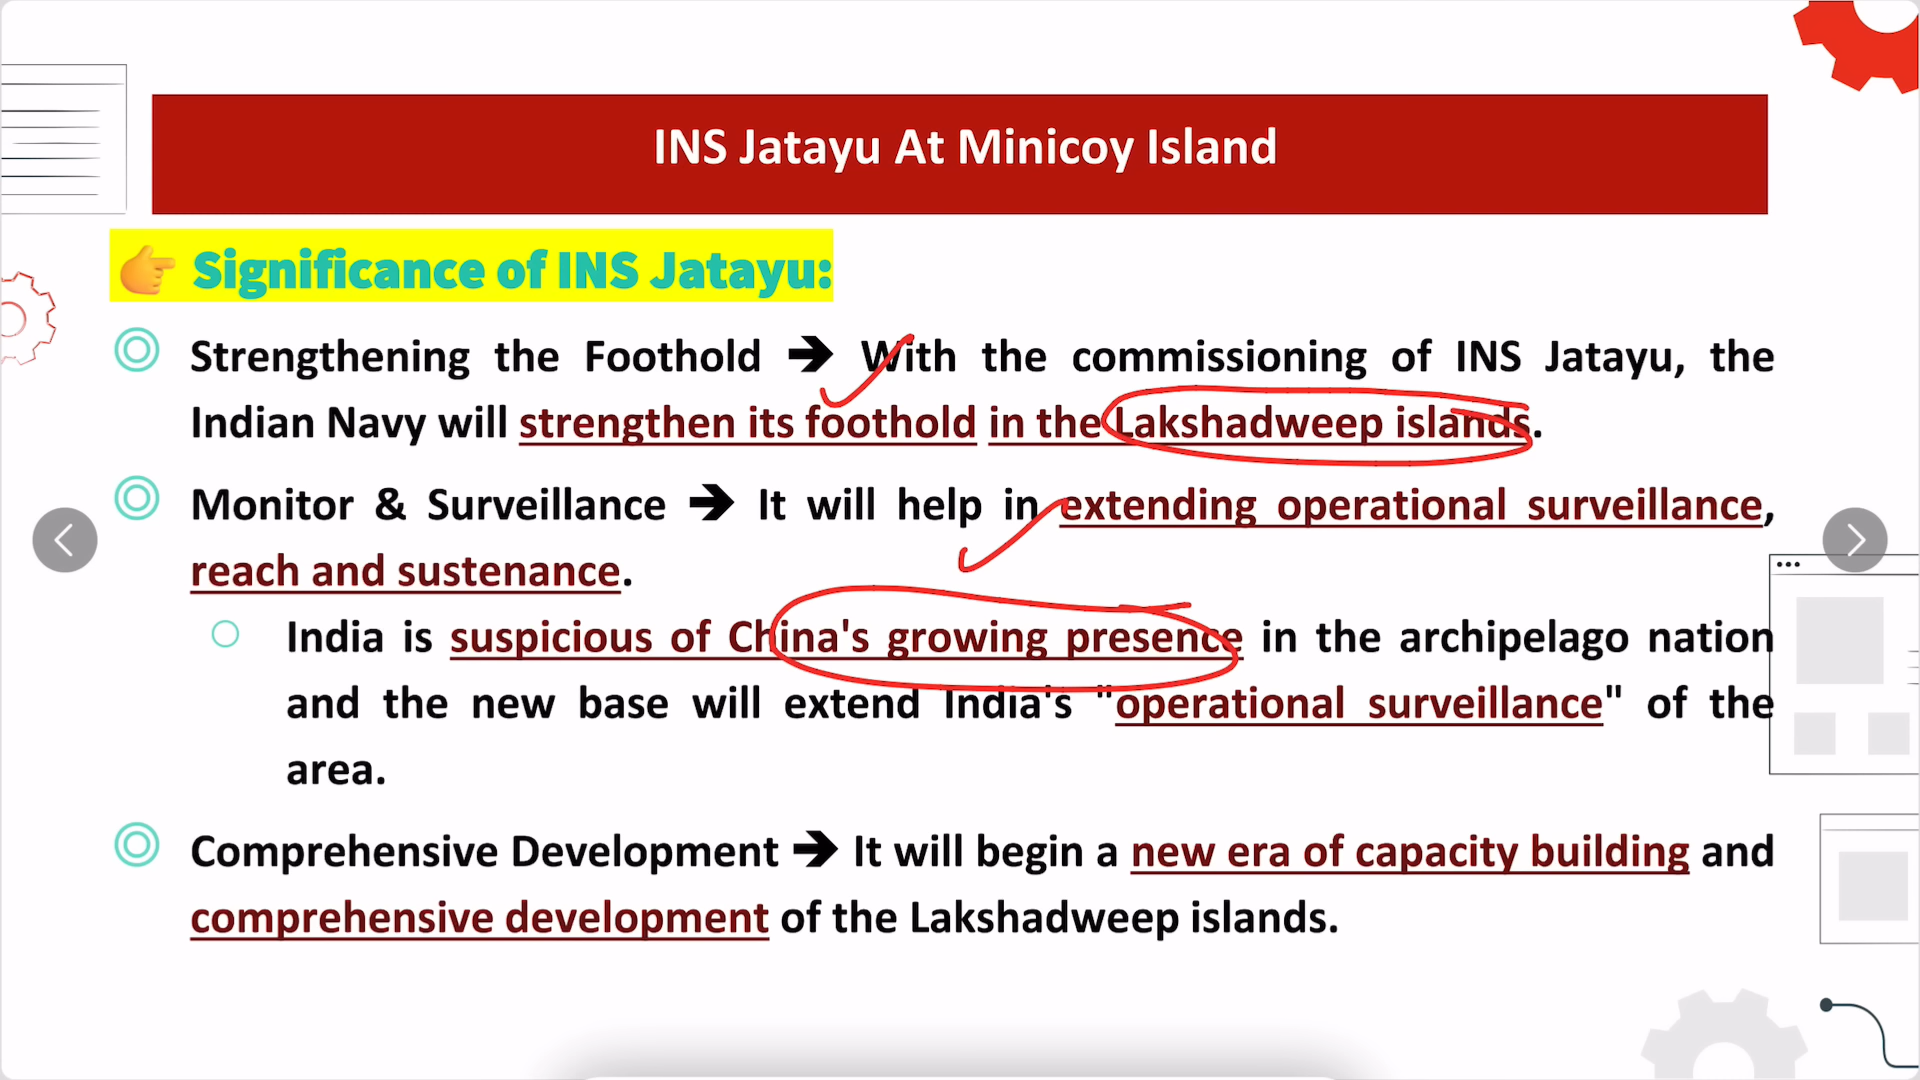 INS Jatayu At Minicoy Island
👉 Significance of INS Jatayu:
Strengthening the Foothold ➔ With the commissioning of INS Jatayu, the
Indian Navy will strengthen its foothold in the Lakshadweep islands.
Monitor & Surveillance ➔ It will help in extending operational surveillance,
reach and sustenance.
India is suspicious of China's growing presence in the archipelago nation
and the new base will extend India's "operational surveillance" of the
area.
Comprehensive Development ➔ It will begin a new era of capacity building and
comprehensive development of the Lakshadweep islands.